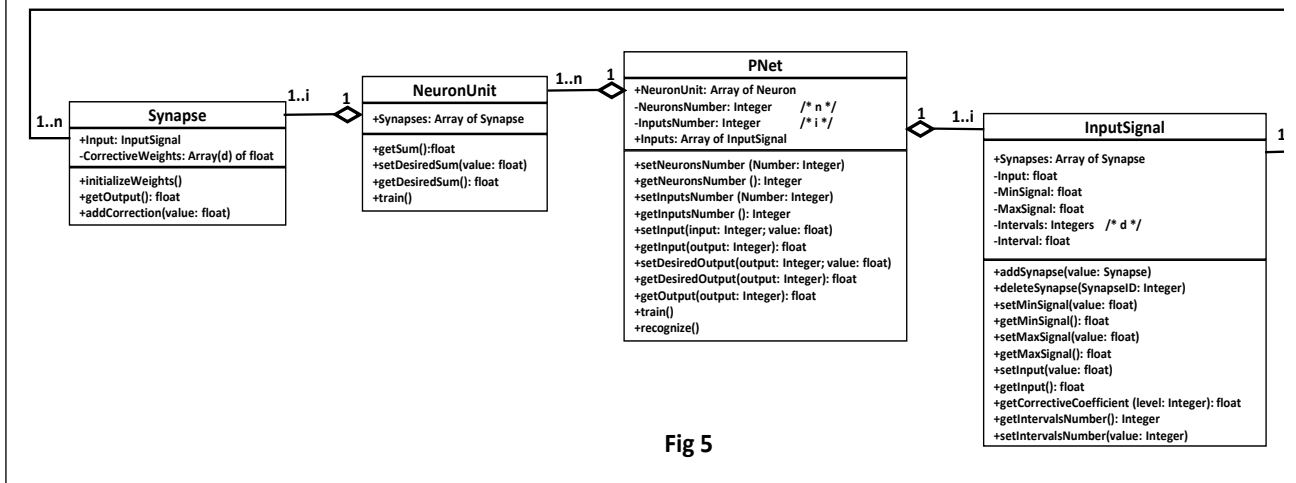 1..n
Synapse
+Input: InputSignal
-CorrectiveWeights: Array(d) of float
+initializeWeights()
+getOutput(): float
+addCorrection(value: float)
1..i
1
NeuronUnit
+Synapses: Array of Synapse
+getSum():float
+setDesiredSum(value: float)
+getDesiredSum(): float
+train()
1..n
1
PNet
+NeuronUnit: Array of Neuron
-NeuronsNumber: Integer /* n */
-InputsNumber: Integer /* i */
+Inputs: Array of InputSignal
+setNeuronsNumber (Number: Integer)
+getNeuronsNumber (): Integer
+setInputsNumber (Number: Integer)
+getInputsNumber (): Integer
+setInput(input: Integer; value: float)
+getInput(output: Integer): float
+setDesiredOutput(output: Integer; value: float)
+getDesiredOutput(output: Integer): float
+getOutput(output: Integer): float
+train()
+recognize()
1
1..i
InputSignal
+Synapses: Array of Synapse
-Input: float
-MinSignal: float
-MaxSignal: float
-Intervals: Integers /* d */
-Interval: float
+addSynapse(value: Synapse)
+deleteSynapse(SynapseID: Integer)
+setMinSignal(value: float)
+getMinSignal(): float
+setMaxSignal(value: float)
+getMaxSignal(): float
+setInput(value: float)
+getInput(): float
+getCorrectiveCoefficient (level: Integer): float
+getIntervalsNumber(): Integer
+setIntervalsNumber(value: Integer)
1
Fig 5